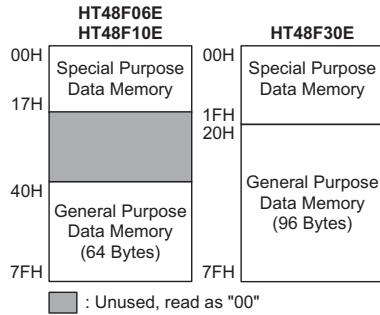 HT48F06E
HT48F10E
00H
Special Purpose
Data Memory
17H
40H
General Purpose
Data Memory
(64 Bytes)
7FH
HT48F30E
00H
Special Purpose
Data Memory
1FH
20H
General Purpose
Data Memory
(96 Bytes)
7FH
: Unused, read as "00"